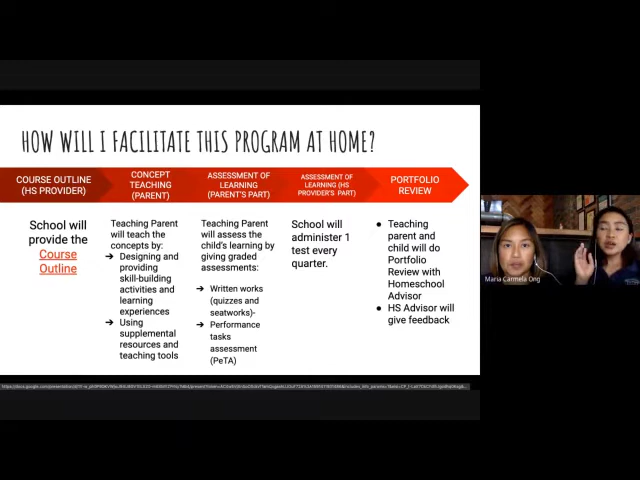 HOW WILL I FACILITATE THIS PROGRAM AT HOME?
COURSE OUTLINE
(HS PROVIDER)
CONCEPT
TEACHING
(PARENT)
ASSESSMENT OF
LEARNING
(PARENT'S PART)
ASSESSMENT OF
LEARNING (HS
PROVIDER'S PART)
PORTFOLIO
REVIEW
School will
provide the
Course
Outline
Teaching Parent
will teach the
concepts by:
➔ Designing and
providing
skill-building
activities and
learning
experiences
➔ Using
supplemental
resources and
teaching tools
Teaching Parent
will assess the
child's learning by
giving graded
assessments:
➔ Written works
(quizzes and
seatworks)-
➔ Performance
tasks
assessment
(PeTA)
School will
administer 1
test every
quarter.
● Teaching
parent and
child will do
Portfolio
Review with
Homeschool
Advisor
● HS Advisor will
give feedback
Maria Carmela Ong